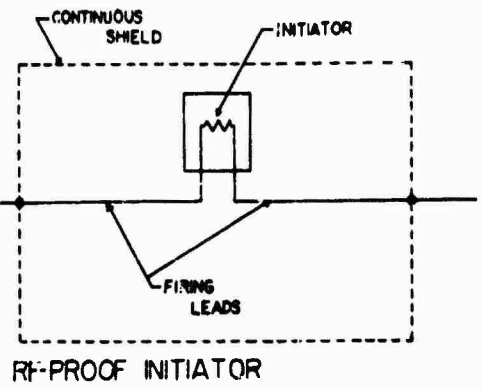 CONTINUOUS
SHIELD
INITIATOR
FIRING
LEADS
RF-PROOF INITIATOR